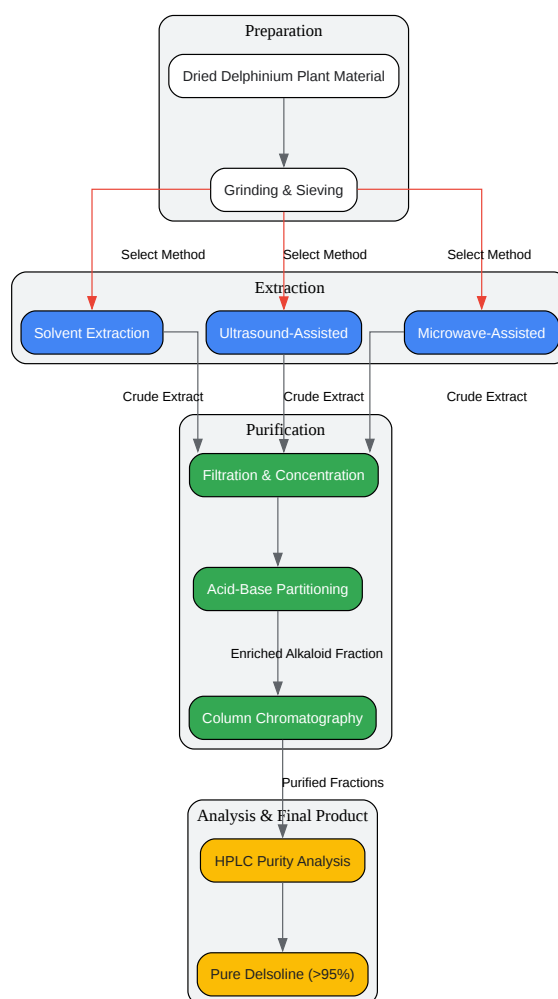 Preparation
Dried Delphinium Plant Material
Grinding & Sieving
Select Method
Select Method
Select Method
Extraction
Solvent Extraction
Ultrasound-Assisted
Microwave-Assisted
Crude Extract
Crude Extract
Crude Extract
Purification
Filtration & Concentration
Acid-Base Partitioning
Enriched Alkaloid Fraction
Column Chromatography
Purified Fractions
Analysis & Final Product
HPLC Purity Analysis
Pure Delsoline (>95%)